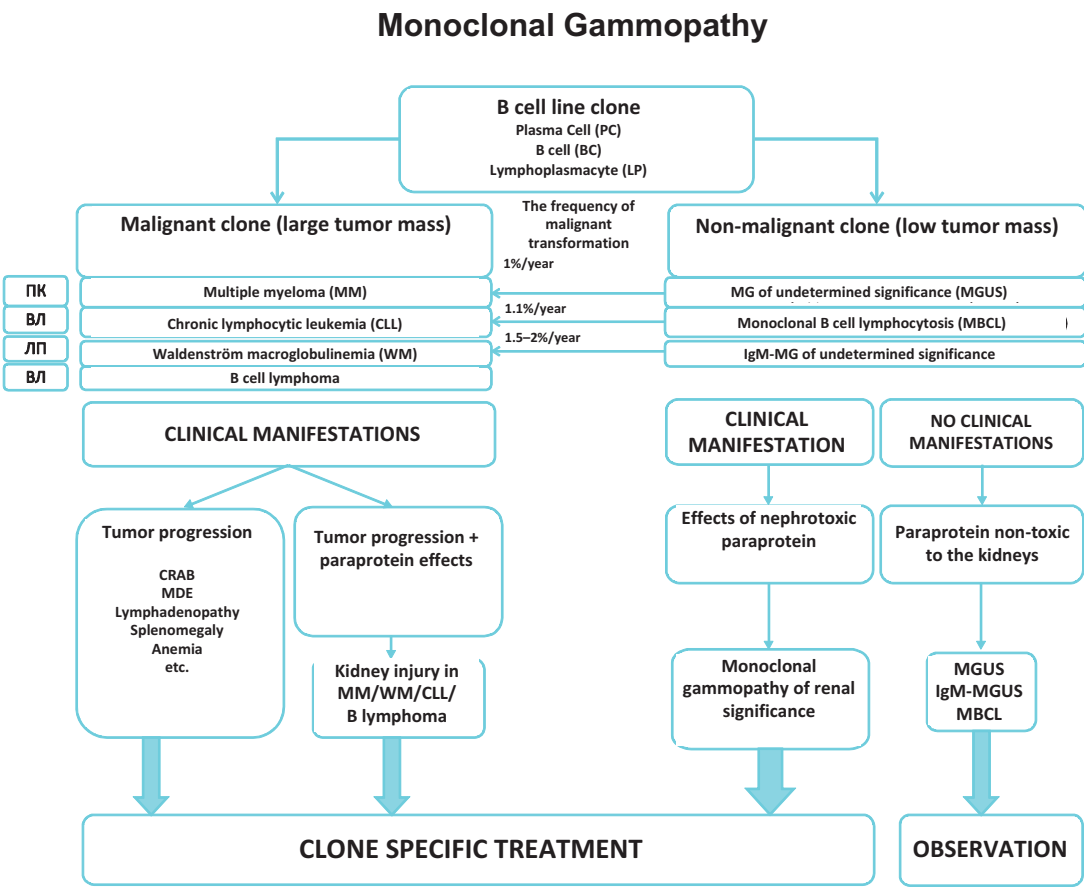 Monoclonal Gammopathy
B cell line clone
Plasma Cell (PC)
B cell (BC)
Lymphoplasmacyte (LP)
Malignant clone (large tumor mass)
The frequency of
malignant
transformation
Non-malignant clone (low tumor mass)
1%/year
ПК
Multiple myeloma (MM)
MG of undetermined significance (MGUS)
1.1%/year
ВЛ
Chronic lymphocytic leukemia (CLL)
Monoclonal B cell lymphocytosis (MBCL) )
1.5–2%/year
ЛП
Waldenström macroglobulinemia (WM)
IgM-MG of undetermined significance
ВЛ
B cell lymphoma
CLINICAL MANIFESTATIONS
CLINICAL
MANIFESTATION
NO CLINICAL
MANIFESTATIONS
Tumor progression
CRAB
MDE
Lymphadenopathy
Splenomegaly
Anemia
etc.
Tumor progression +
paraprotein effects
Effects of nephrotoxic
paraprotein
Paraprotein non-toxic
to the kidneys
Kidney injury in
MM/WM/CLL/
B lymphoma
Monoclonal
gammopathy of renal
significance
MGUS
IgM-MGUS
MBCL
CLONE SPECIFIC TREATMENT
OBSERVATION